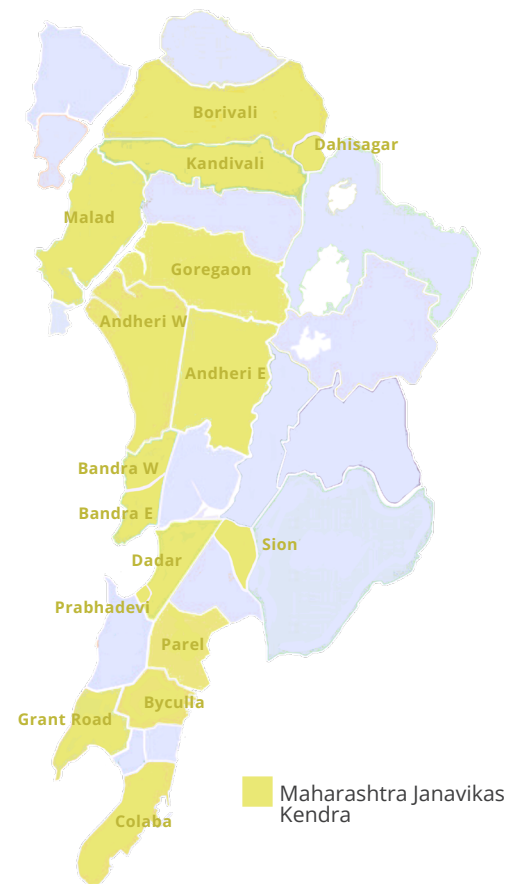 Borivali
Dahisagar
Kandivali
Malad
Goregaon
Andheri W
Andheri E
Bandra W
Bandra E
Sion
Dadar
Prabhadevi
Parel
Byculla
Grant Road
Maharashtra Janavikas
Kendra
Colaba